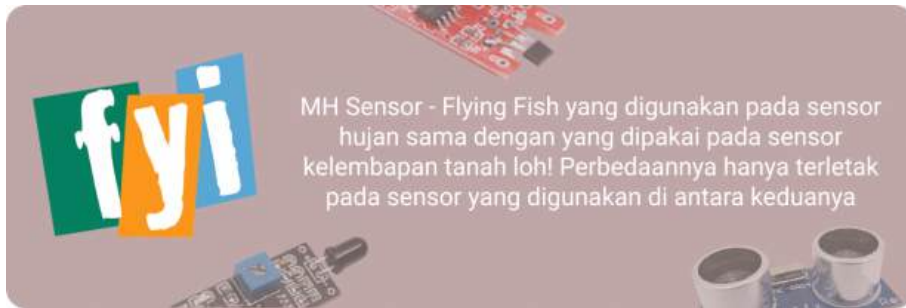 fyi
MH Sensor - Flying Fish yang digunakan pada sensor
hujan sama dengan yang dipakai pada sensor
kelembapan tanah loh! Perbedaannya hanya terletak
pada sensor yang digunakan di antara keduanya